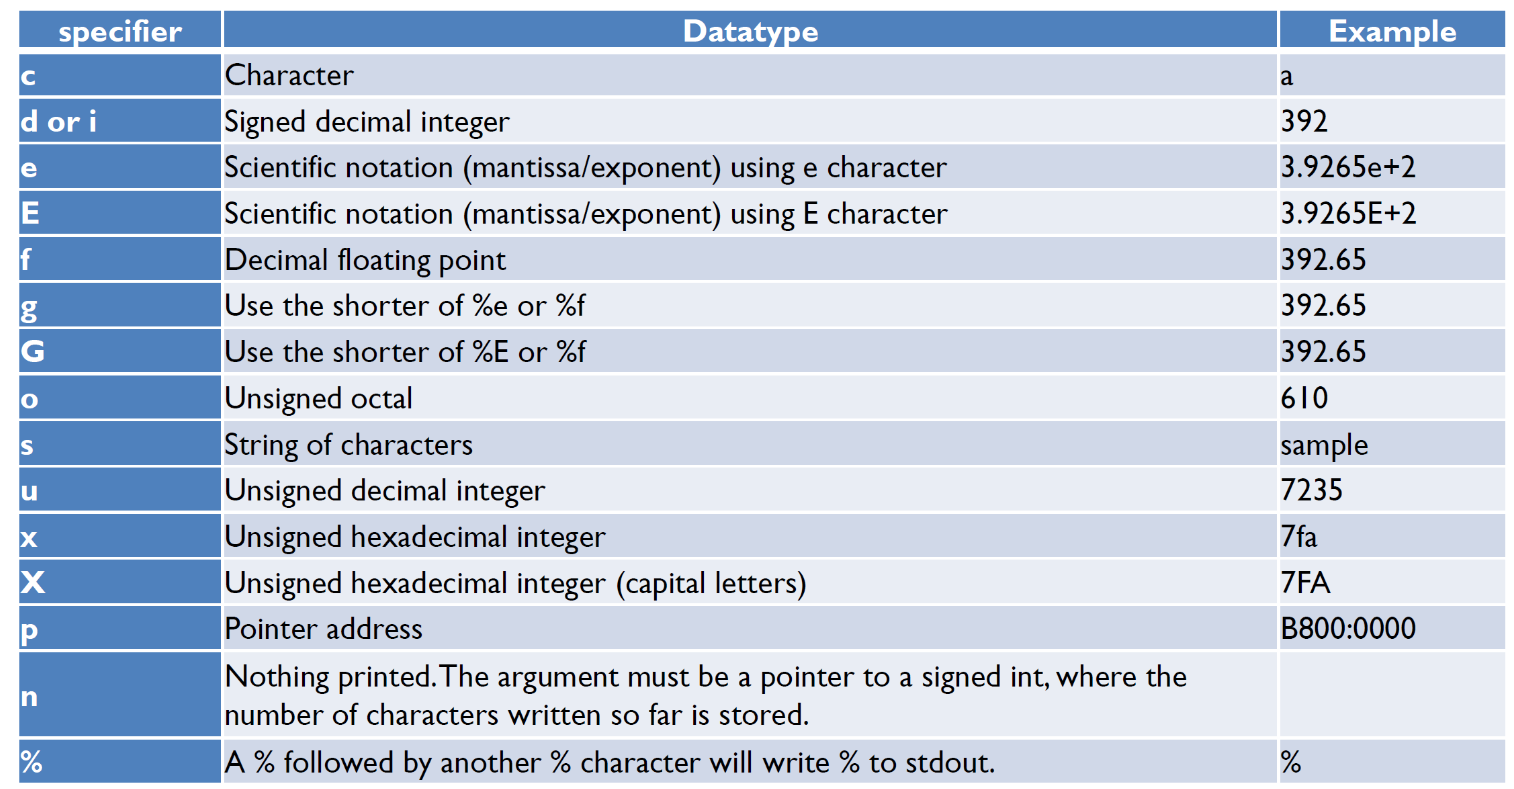 specifier Datatype Example
c Character a
d or i Signed decimal integer 392
e Scientific notation (mantissa/exponent) using e character 3.9265e+2
E Scientific notation (mantissa/exponent) using E character 3.9265E+2
f Decimal floating point 392.65
g Use the shorter of %e or %f 392.65
G Use the shorter of %E or %f 392.65
o Unsigned octal 610
s String of characters sample
u Unsigned decimal integer 7235
x Unsigned hexadecimal integer 7fa
X Unsigned hexadecimal integer (capital letters) 7FA
p Pointer address B800:0000
n Nothing printed. The argument must be a pointer to a signed int, where the
number of characters written so far is stored.
% A % followed by another % character will write % to stdout. %